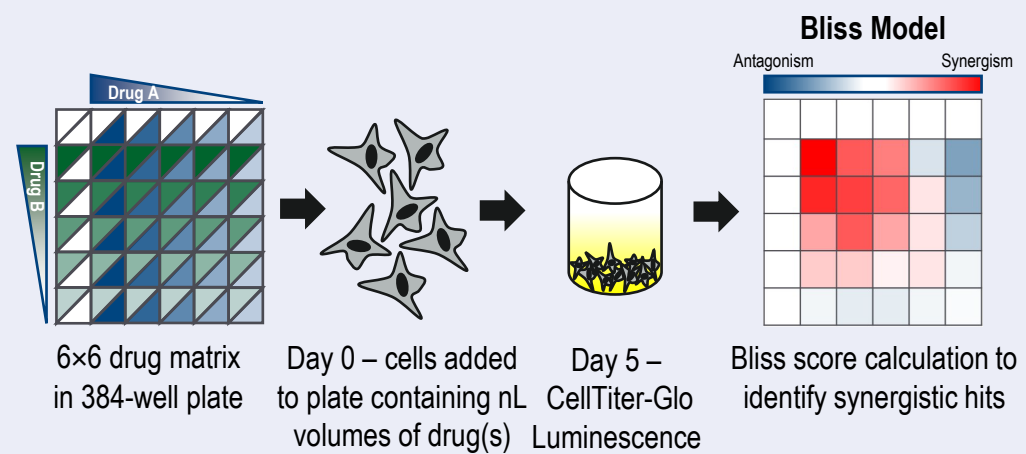 Bliss Model
Antagonism
Synergism
Drug A
Drug B
6×6 drug matrix
in 384-well plate
Day 0 – cells added
to plate containing nL
volumes of drug(s)
Day 5 –
CellTiter-Glo
Luminescence
Bliss score calculation to
identify synergistic hits